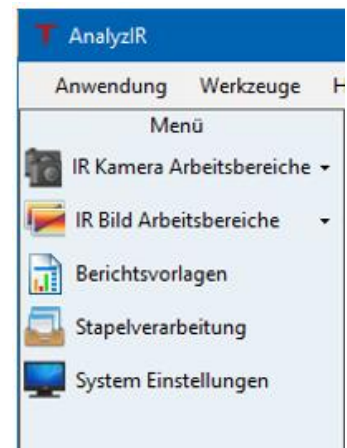 AnalyzIR
Anwendung Werkzeuge H
Menü
IR Kamera Arbeitsbereiche
IR Bild Arbeitsbereiche
Berichtsvorlagen
Stapelverarbeitung
System Einstellungen